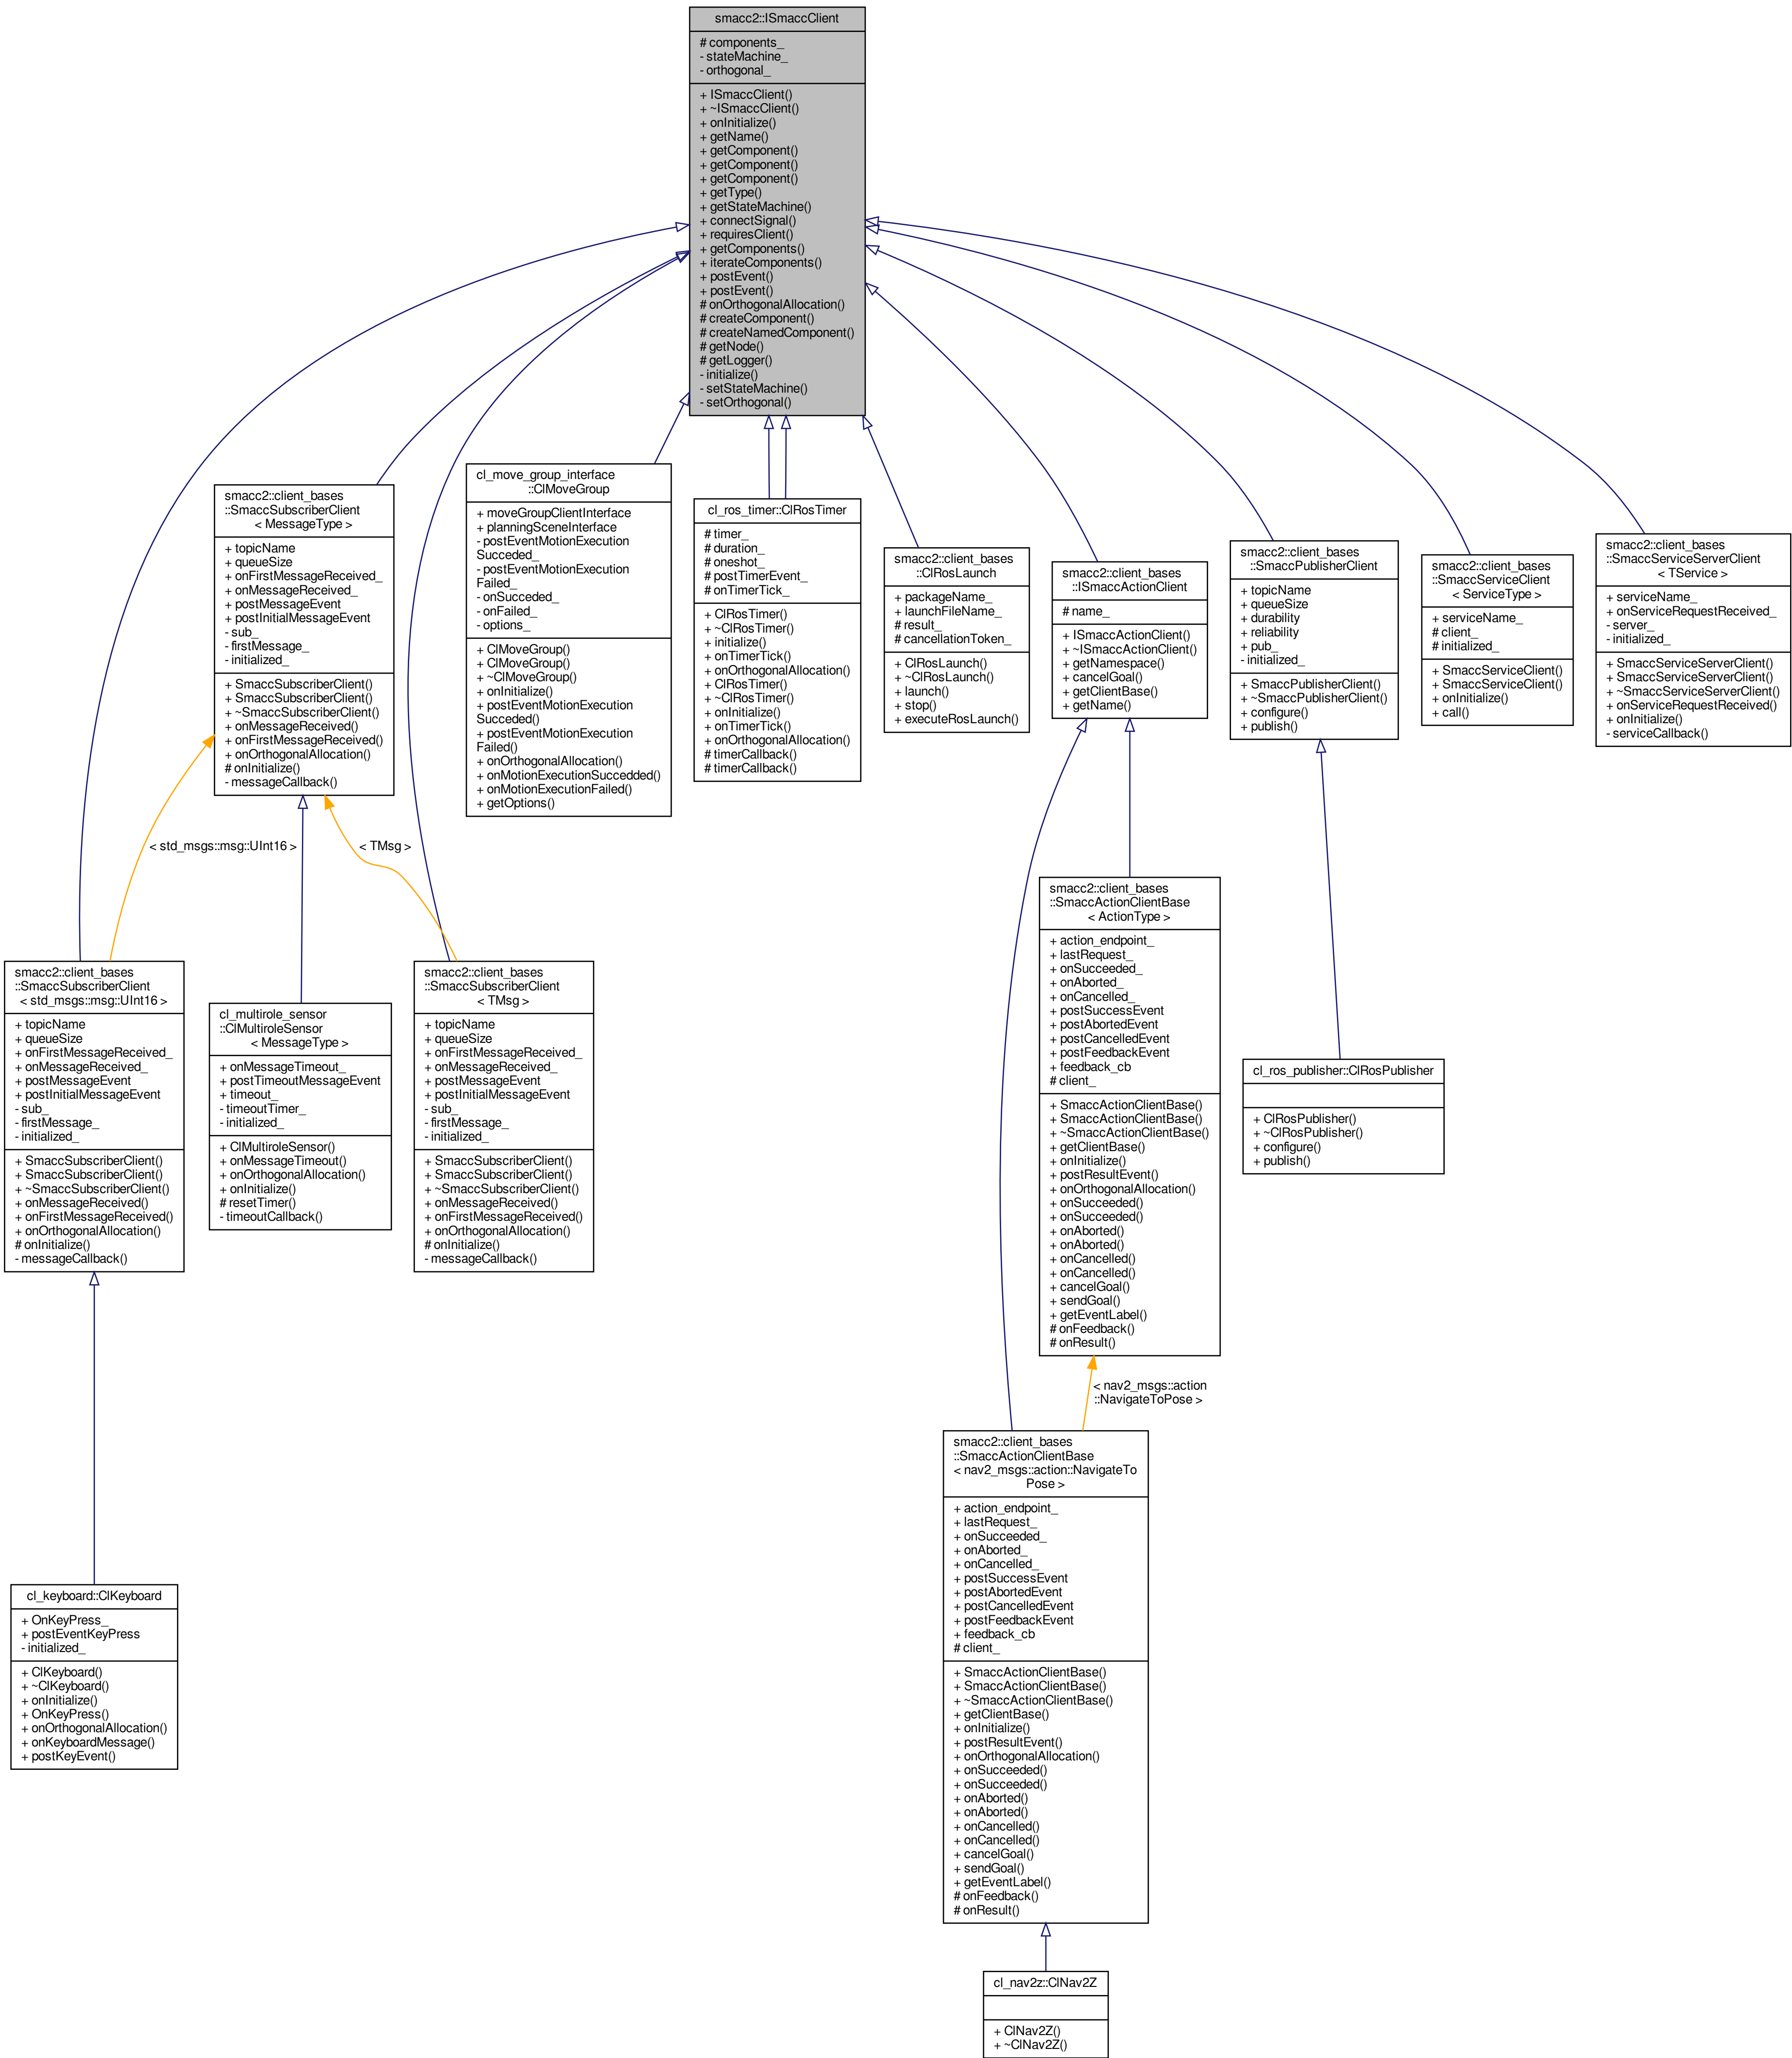 smacc2::ISmaccClient
# components_
- stateMachine_
- orthogonal_
+ ISmaccClient()
+ ~ISmaccClient()
+ onInitialize()
+ getName()
+ getComponent()
+ getComponent()
+ getComponent()
+ getType()
+ getStateMachine()
+ connectSignal()
+ requiresClient()
+ getComponents()
+ iterateComponents()
+ postEvent()
+ postEvent()
# onOrthogonalAllocation()
# createComponent()
# createNamedComponent()
# getNode()
# getLogger()
- initialize()
- setStateMachine()
- setOrthogonal()
smacc2::client_bases
::SmaccSubscriberClient
< MessageType >
+ topicName
+ queueSize
+ onFirstMessageReceived_
+ onMessageReceived_
+ postMessageEvent
+ postInitialMessageEvent
- sub_
- firstMessage_
- initialized_
+ SmaccSubscriberClient()
+ SmaccSubscriberClient()
+ ~SmaccSubscriberClient()
+ onMessageReceived()
+ onFirstMessageReceived()
+ onOrthogonalAllocation()
# onInitialize()
- messageCallback()
cl_move_group_interface
::ClMoveGroup
+ moveGroupClientInterface
+ planningSceneInterface
- postEventMotionExecution
Succeded_
- postEventMotionExecution
Failed_
- onSucceded_
- onFailed_
- options_
+ ClMoveGroup()
+ ClMoveGroup()
+ ~ClMoveGroup()
+ onInitialize()
+ postEventMotionExecution
Succeded()
+ postEventMotionExecution
Failed()
+ onOrthogonalAllocation()
+ onMotionExecutionSuccedded()
+ onMotionExecutionFailed()
+ getOptions()
cl_ros_timer::ClRosTimer
# timer_
# duration_
# oneshot_
# postTimerEvent_
# onTimerTick_
+ ClRosTimer()
+ ~ClRosTimer()
+ initialize()
+ onTimerTick()
+ onOrthogonalAllocation()
+ ClRosTimer()
+ ~ClRosTimer()
+ onInitialize()
+ onTimerTick()
+ onOrthogonalAllocation()
# timerCallback()
# timerCallback()
smacc2::client_bases
::ClRosLaunch
+ packageName_
+ launchFileName_
# result_
# cancellationToken_
+ ClRosLaunch()
+ ~ClRosLaunch()
+ launch()
+ stop()
+ executeRosLaunch()
smacc2::client_bases
::ISmaccActionClient
# name_
+ ISmaccActionClient()
+ ~ISmaccActionClient()
+ getNamespace()
+ cancelGoal()
+ getClientBase()
+ getName()
smacc2::client_bases
::SmaccPublisherClient
+ topicName
+ queueSize
+ durability
+ reliability
+ pub_
- initialized_
+ SmaccPublisherClient()
+ ~SmaccPublisherClient()
+ configure()
+ publish()
smacc2::client_bases
::SmaccServiceClient
< ServiceType >
+ serviceName_
# client_
# initialized_
+ SmaccServiceClient()
+ SmaccServiceClient()
+ onInitialize()
+ call()
smacc2::client_bases
::SmaccServiceServerClient
< TService >
+ serviceName_
+ onServiceRequestReceived_
- server_
- initialized_
+ SmaccServiceServerClient()
+ SmaccServiceServerClient()
+ ~SmaccServiceServerClient()
+ onServiceRequestReceived()
+ onInitialize()
- serviceCallback()
< std_msgs::msg::UInt16 >
< TMsg >
smacc2::client_bases
::SmaccSubscriberClient
< std_msgs::msg::UInt16 >
+ topicName
+ queueSize
+ onFirstMessageReceived_
+ onMessageReceived_
+ postMessageEvent
+ postInitialMessageEvent
- sub_
- firstMessage_
- initialized_
+ SmaccSubscriberClient()
+ SmaccSubscriberClient()
+ ~SmaccSubscriberClient()
+ onMessageReceived()
+ onFirstMessageReceived()
+ onOrthogonalAllocation()
# onInitialize()
- messageCallback()
cl_multirole_sensor
::ClMultiroleSensor
< MessageType >
+ onMessageTimeout_
+ postTimeoutMessageEvent
+ timeout_
- timeoutTimer_
- initialized_
+ ClMultiroleSensor()
+ onMessageTimeout()
+ onOrthogonalAllocation()
+ onInitialize()
# resetTimer()
- timeoutCallback()
smacc2::client_bases
::SmaccSubscriberClient
< TMsg >
+ topicName
+ queueSize
+ onFirstMessageReceived_
+ onMessageReceived_
+ postMessageEvent
+ postInitialMessageEvent
- sub_
- firstMessage_
- initialized_
+ SmaccSubscriberClient()
+ SmaccSubscriberClient()
+ ~SmaccSubscriberClient()
+ onMessageReceived()
+ onFirstMessageReceived()
+ onOrthogonalAllocation()
# onInitialize()
- messageCallback()
smacc2::client_bases
::SmaccActionClientBase
< ActionType >
+ action_endpoint_
+ lastRequest_
+ onSucceeded_
+ onAborted_
+ onCancelled_
+ postSuccessEvent
+ postAbortedEvent
+ postCancelledEvent
+ postFeedbackEvent
+ feedback_cb
# client_
+ SmaccActionClientBase()
+ SmaccActionClientBase()
+ ~SmaccActionClientBase()
+ getClientBase()
+ onInitialize()
+ postResultEvent()
+ onOrthogonalAllocation()
+ onSucceeded()
+ onSucceeded()
+ onAborted()
+ onAborted()
+ onCancelled()
+ onCancelled()
+ cancelGoal()
+ sendGoal()
+ getEventLabel()
# onFeedback()
# onResult()
cl_ros_publisher::ClRosPublisher
+ ClRosPublisher()
+ ~ClRosPublisher()
+ configure()
+ publish()
< nav2_msgs::action
::NavigateToPose >
smacc2::client_bases
::SmaccActionClientBase
< nav2_msgs::action::NavigateTo
Pose >
+ action_endpoint_
+ lastRequest_
+ onSucceeded_
+ onAborted_
+ onCancelled_
+ postSuccessEvent
+ postAbortedEvent
+ postCancelledEvent
+ postFeedbackEvent
+ feedback_cb
# client_
+ SmaccActionClientBase()
+ SmaccActionClientBase()
+ ~SmaccActionClientBase()
+ getClientBase()
+ onInitialize()
+ postResultEvent()
+ onOrthogonalAllocation()
+ onSucceeded()
+ onSucceeded()
+ onAborted()
+ onAborted()
+ onCancelled()
+ onCancelled()
+ cancelGoal()
+ sendGoal()
+ getEventLabel()
# onFeedback()
# onResult()
cl_keyboard::ClKeyboard
+ OnKeyPress_
+ postEventKeyPress
- initialized_
+ ClKeyboard()
+ ~ClKeyboard()
+ onInitialize()
+ OnKeyPress()
+ onOrthogonalAllocation()
+ onKeyboardMessage()
+ postKeyEvent()
cl_nav2z::ClNav2Z
+ ClNav2Z()
+ ~ClNav2Z()